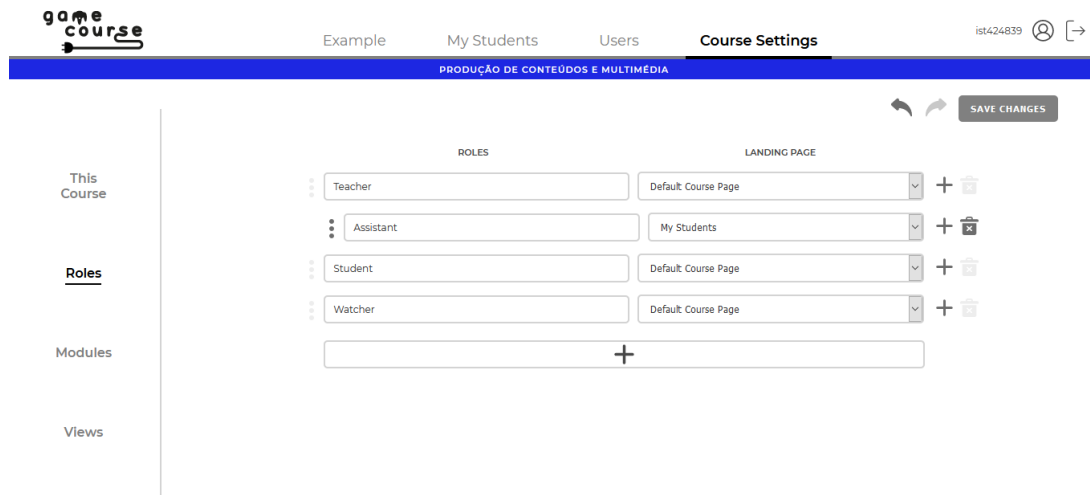 game
course
Example My Students Users Course Settings
ist424839
PRODUÇÃO DE CONTEÚDOS E MULTIMÉDIA
SAVE CHANGES
ROLES LANDING PAGE
This
Course
Teacher Default Course Page
Assistant My Students
Roles
Student Default Course Page
Watcher Default Course Page
Modules
Views